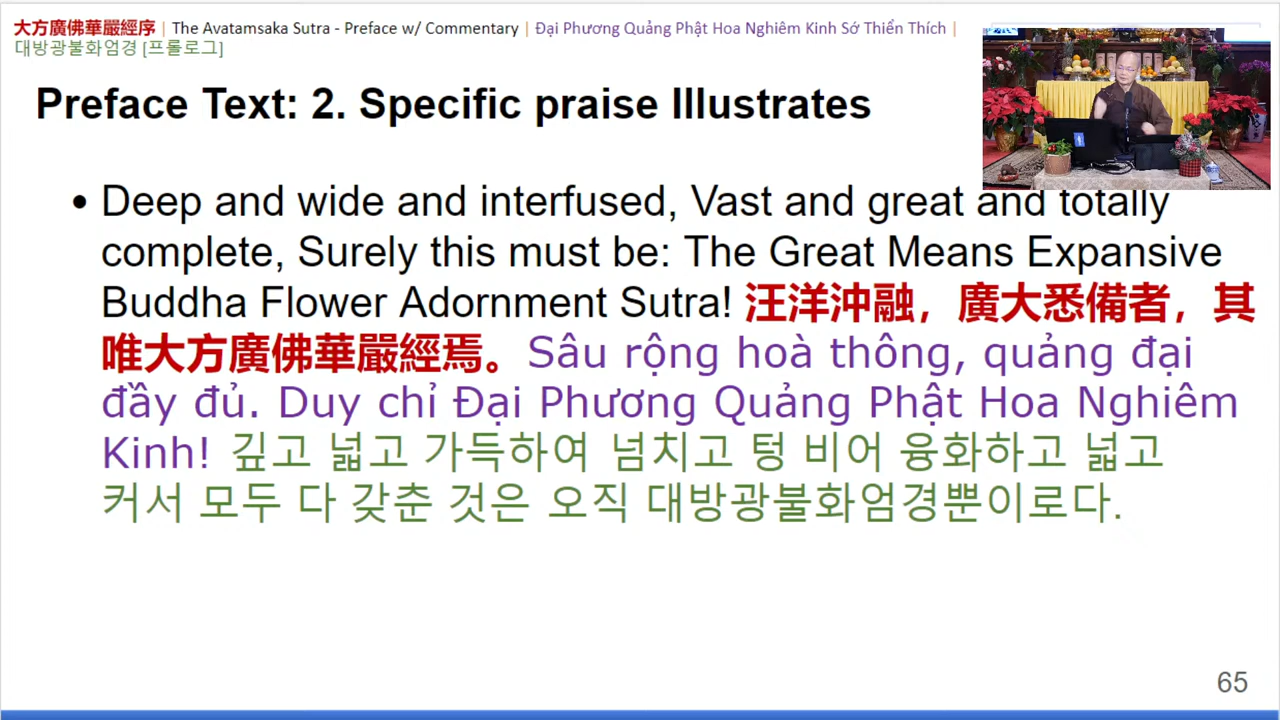 大方廣佛華嚴經序 | The Avatamsaka Sutra - Preface w/ Commentary | Đại Phương Quảng Phật Hoa Nghiêm Kinh Sớ Thiển Thích |
대방광불화엄경 [프롤로그]
Preface Text: 2. Specific praise Illustrates
• Deep and wide and interfused, Vast and great and totally
complete, Surely this must be: The Great Means Expansive
Buddha Flower Adornment Sutra! 汪洋沖融，廣大悉備者，其
唯大方廣佛華嚴經焉。Sâu rộng hoà thông, quảng đại
đầy đủ. Duy chỉ Đại Phương Quảng Phật Hoa Nghiêm
Kinh! 깊고 넓고 가득하여 넘치고 텅 비어 융화하고 넓고
커서 모두 다 갖춘 것은 오직 대방광불화엄경뿐이로다.
65